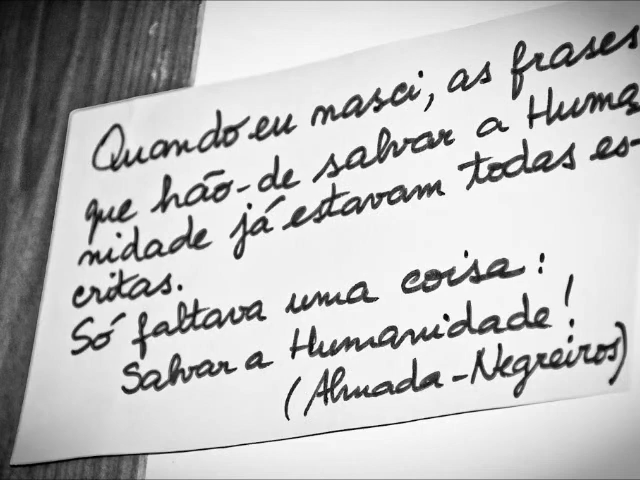 Quando eu nasci, as frases
que hão-de salvar a Huma
nidade já estavam todas es-
critas.
Só faltava uma coisa:
Salvar a Humanidade!
(Almada-Negreiros)